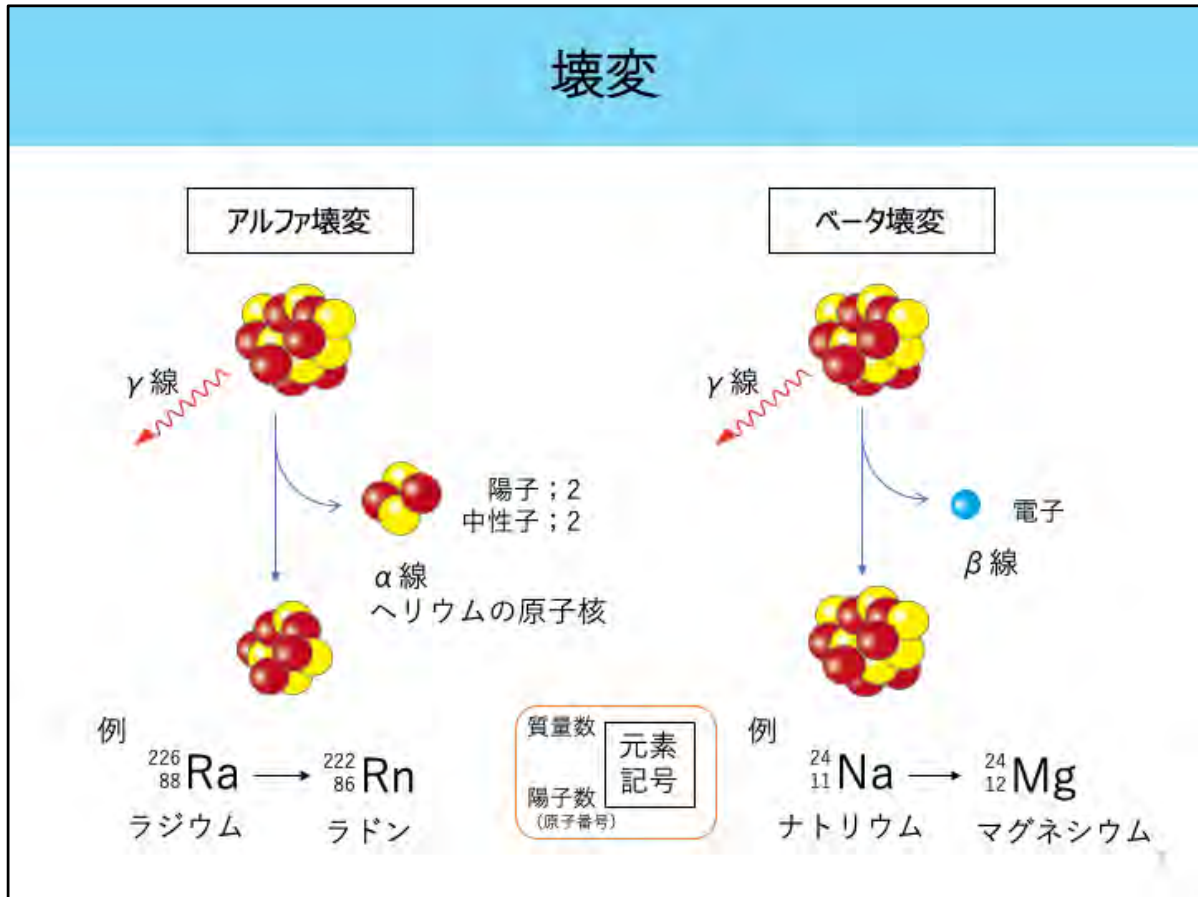 壊変
アルファ壊変
γ線
陽子；2
中性子；2
α線
ヘリウムの原子核
例
226 88 Ra → 222 86 Rn
ラジウム ラドン
質量数
元素
記号
陽子数
（原子番号）
ベータ壊変
γ線
電子
β線
例
24 11 Na → 24 12 Mg
ナトリウム マグネシウム